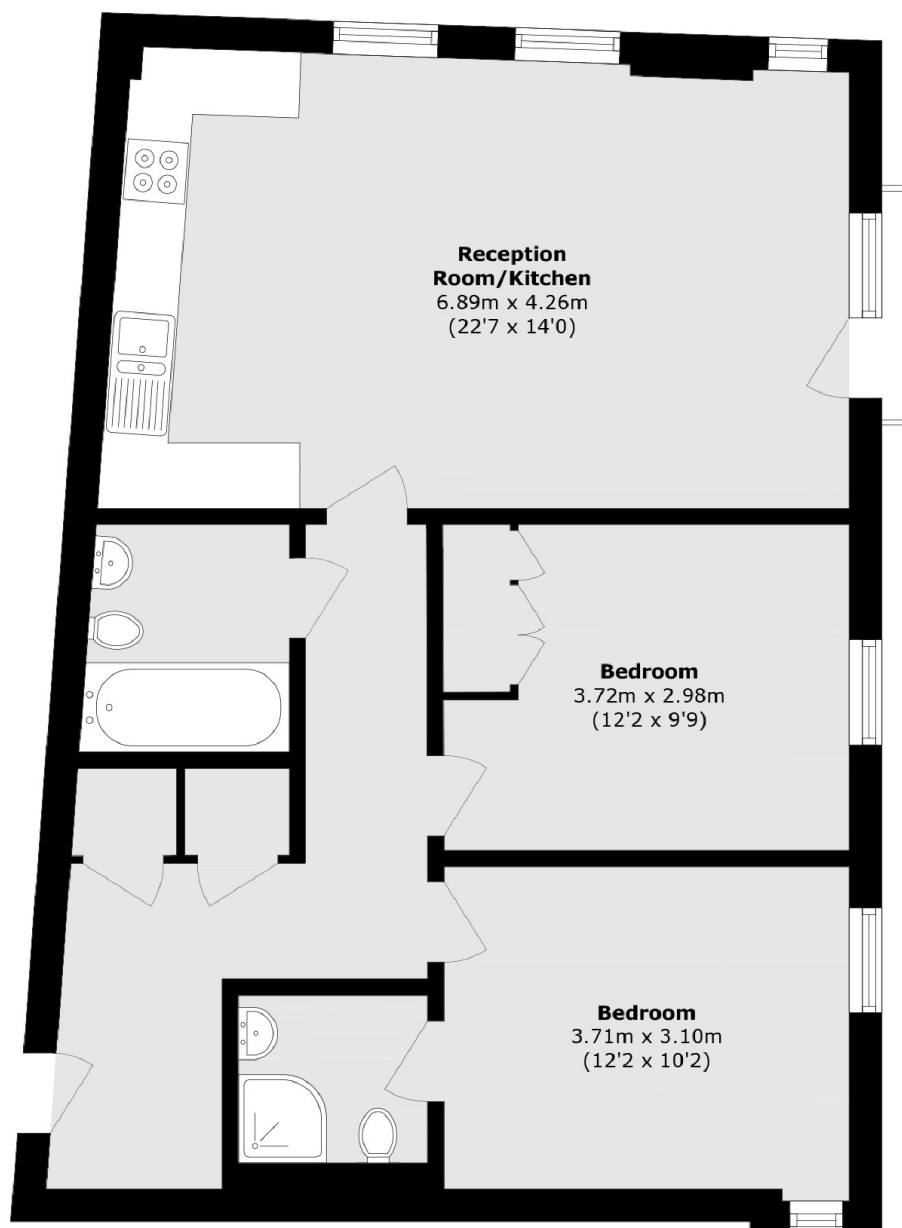 Reception
Room/Kitchen
6.89m x 4.26m
(22'7 x 14'0)
Bedroom
3.72m x 2.98m
(12'2 x 9'9)
Bedroom
3.71m x 3.10m
(12'2 x 10'2)